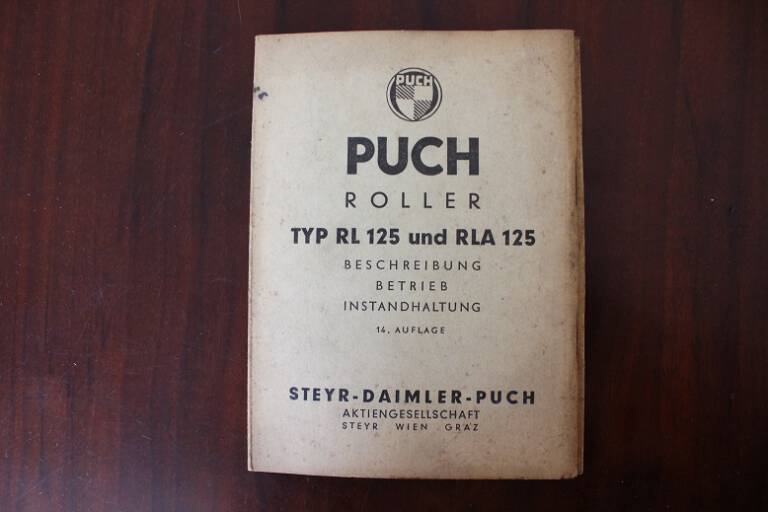 PUCH
PUCH
ROLLER
TYP RL 125 und RLA 125
BESCHREIBUNG
BETRIEB
INSTANDHALTUNG
14. AUFLAGE
STEYR-DAIMLER-PUCH
AKTIENGESELLSCHAFT
STEYR WIEN GRAZ